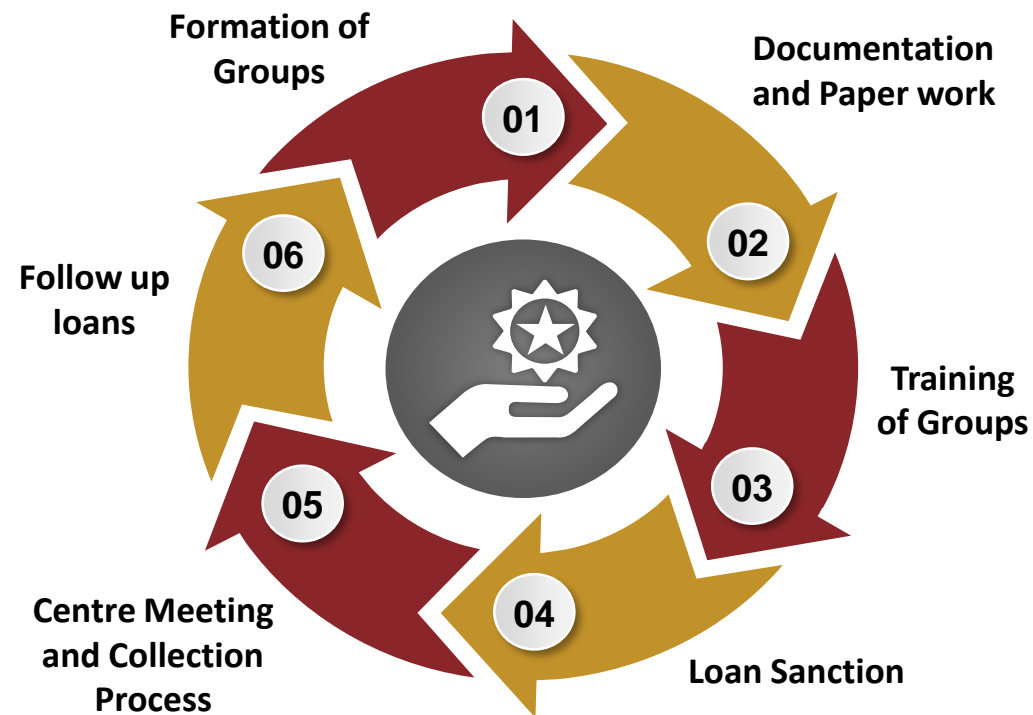 Formation of
Groups
01
Documentation
and Paper work
02
Training
of Groups
03
Loan Sanction
04
Centre Meeting
and Collection
Process
05
Follow up
loans
06